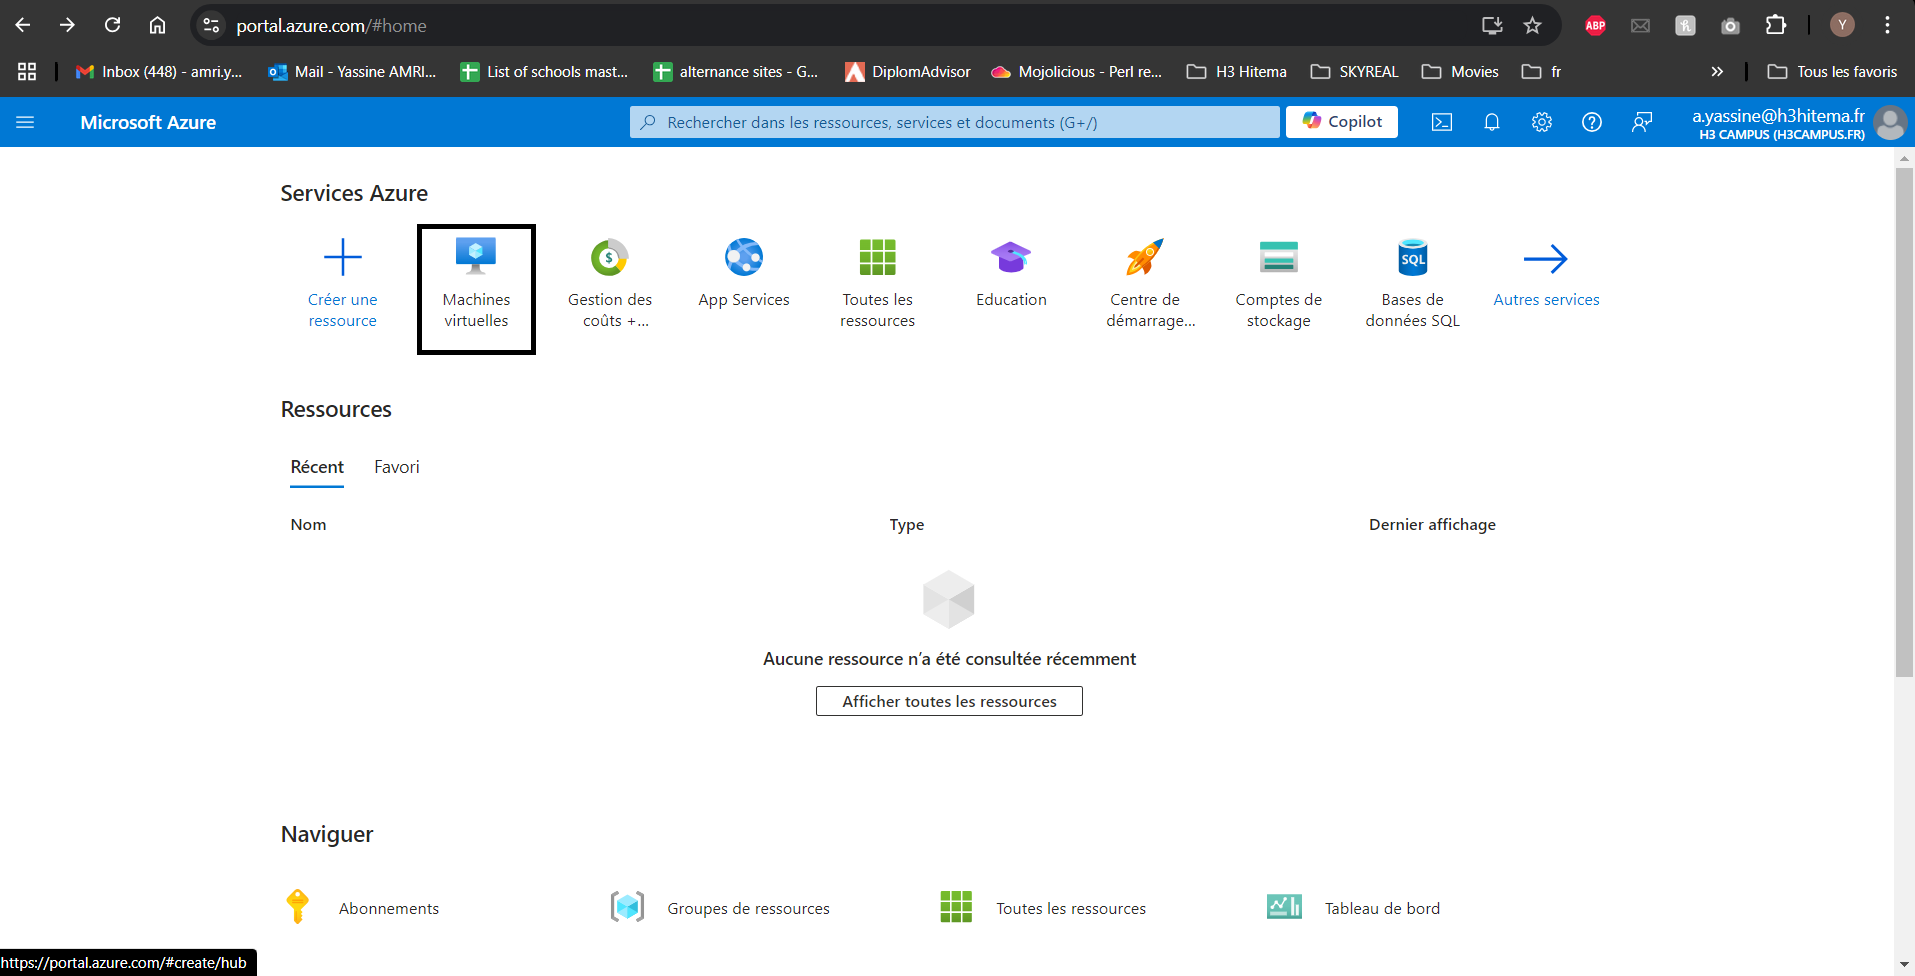 portal.azure.com/#home
ABP
Y
Inbox (448) - amri.y...
Mail - Yassine AMRI...
List of schools mast...
alternance sites - G...
DiplomAdvisor
Mojolicious - Perl re...
H3 Hitema
SKYREAL
Movies
fr
Tous les favoris
Microsoft Azure
Rechercher dans les ressources, services et documents (G+/)
Copilot
a.yassine@h3hitema.fr
H3 CAMPUS (H3CAMPUS.FR)
Services Azure
Créer une
ressource
Machines
virtuelles
Gestion des
coûts +...
App Services
Toutes les
ressources
Education
Centre de
démarrage...
Comptes de
stockage
SQL
Bases de
données SQL
Autres services
Ressources
Récent
Favori
Nom
Type
Dernier affichage
Aucune ressource n’a été consultée récemment
Afficher toutes les ressources
Naviguer
Abonnements
Groupes de ressources
Toutes les ressources
Tableau de bord
https://portal.azure.com/#create/hub